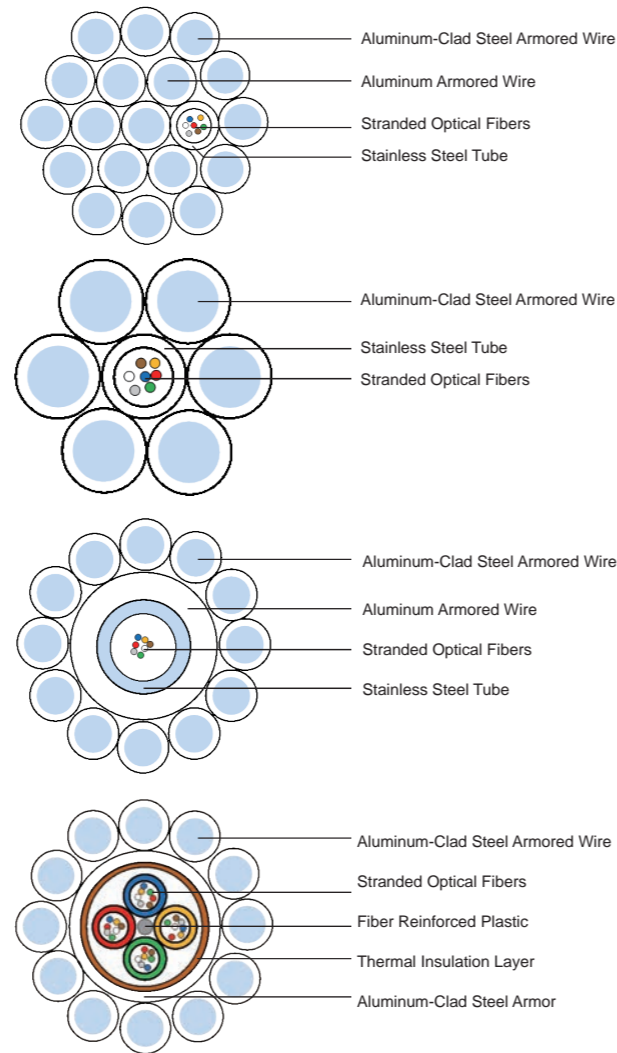 Aluminum-Clad Steel Armored Wire
Aluminum Armored Wire
Stranded Optical Fibers
Stainless Steel Tube
Aluminum-Clad Steel Armored Wire
Stainless Steel Tube
Stranded Optical Fibers
Aluminum-Clad Steel Armored Wire
Aluminum Armored Wire
Stranded Optical Fibers
Stainless Steel Tube
Aluminum-Clad Steel Armored Wire
Stranded Optical Fibers
Fiber Reinforced Plastic
Thermal Insulation Layer
Aluminum-Clad Steel Armor